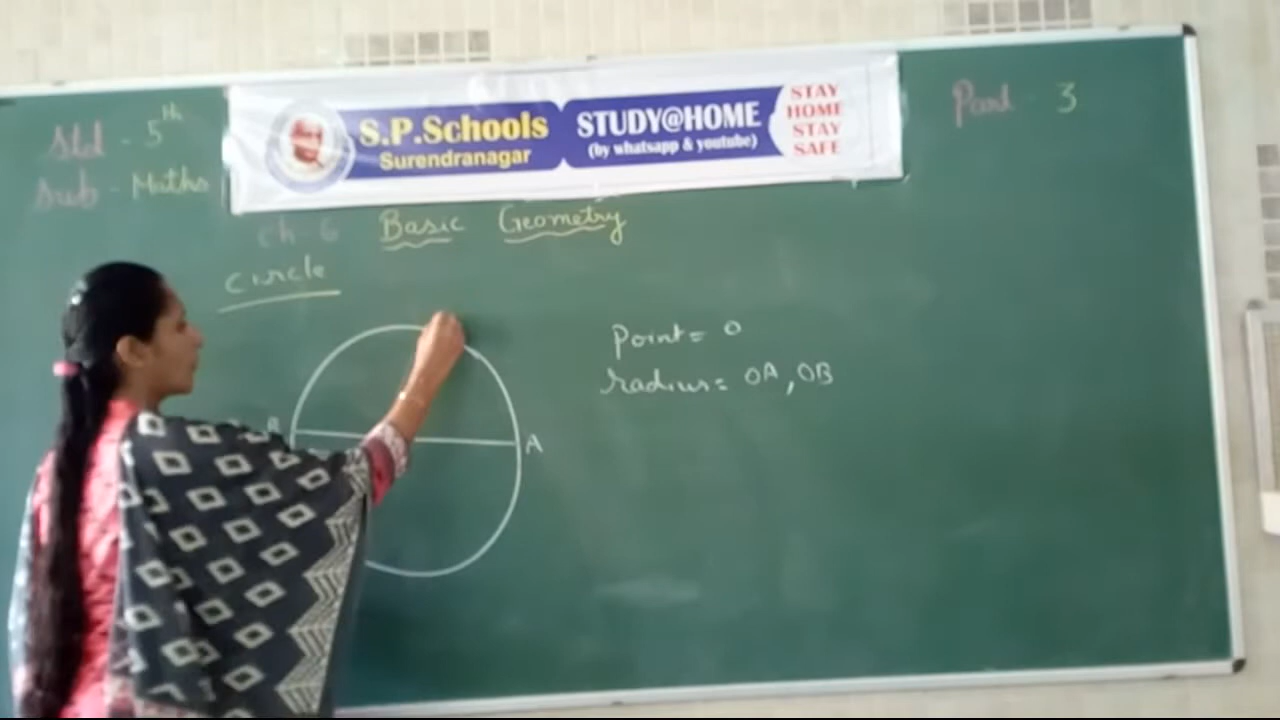 Std - 5th
Sub - Maths
S.P.Schools
Surendranagar
STUDY@HOME
(by whatsapp & youtube)
STAY
HOME
STAY
SAFE
Part - 3
ch-6 Basic Geometry
circle
Point = O
radius = OA, OB
B
A